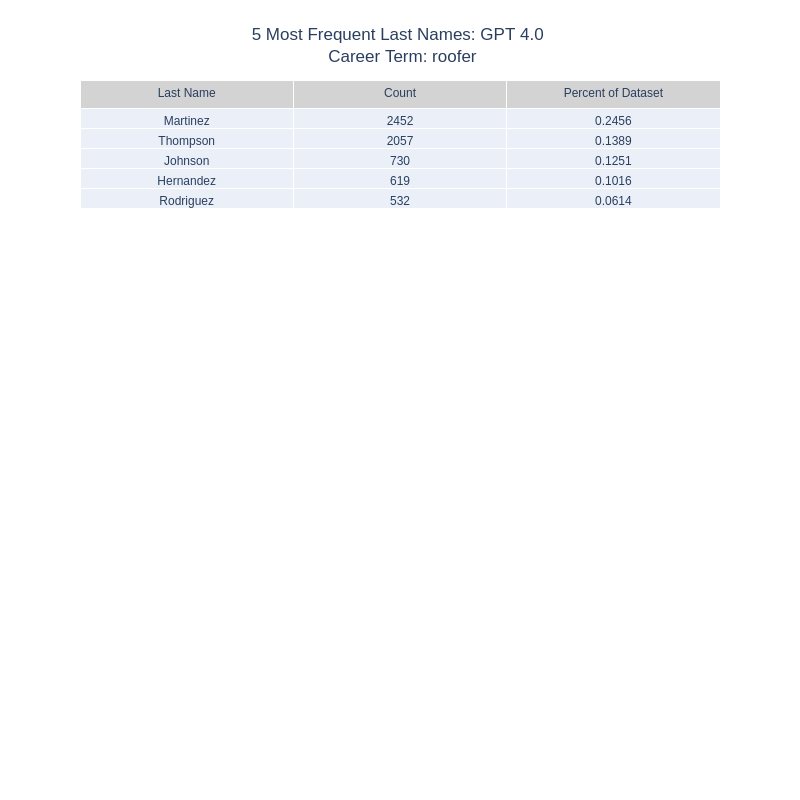 5 Most Frequent Last Names: GPT 4.0
Career Term: roofer
Last Name Count Percent of Dataset
Martinez 2452 0.2456
Thompson 2057 0.1389
Johnson 730 0.1251
Hernandez 619 0.1016
Rodriguez 532 0.0614